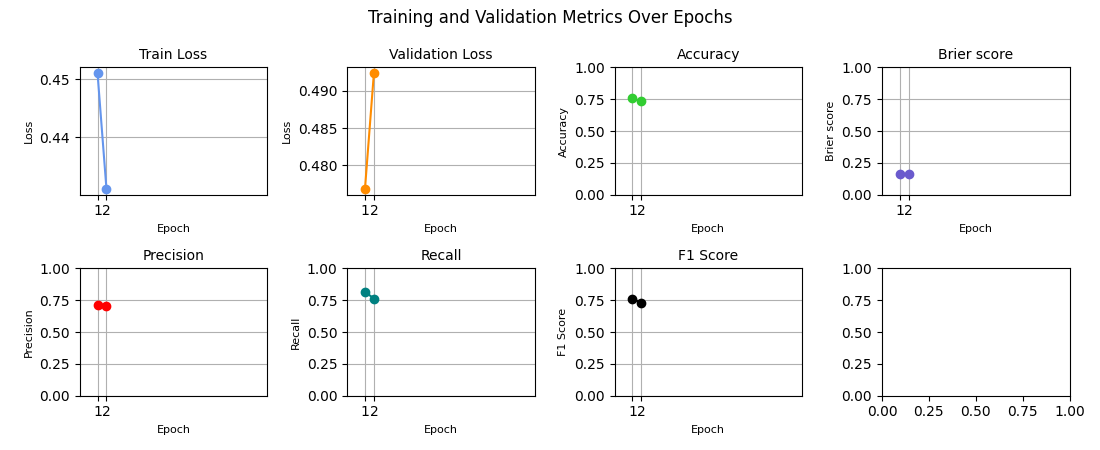 Training and Validation Metrics Over Epochs
Train Loss
0.45
0.44
Loss
12
Epoch
Validation Loss
0.490
0.485
0.480
Loss
12
Epoch
Accuracy
1.00
0.75
0.50
0.25
0.00
Accuracy
12
Epoch
Brier score
1.00
0.75
0.50
0.25
0.00
Brier score
12
Epoch
Precision
1.00
0.75
0.50
0.25
0.00
Precision
12
Epoch
Recall
1.00
0.75
0.50
0.25
0.00
Recall
12
Epoch
F1 Score
1.00
0.75
0.50
0.25
0.00
F1 Score
12
Epoch
1.00
0.75
0.50
0.25
0.00
0.00 0.25 0.50 0.75 1.00